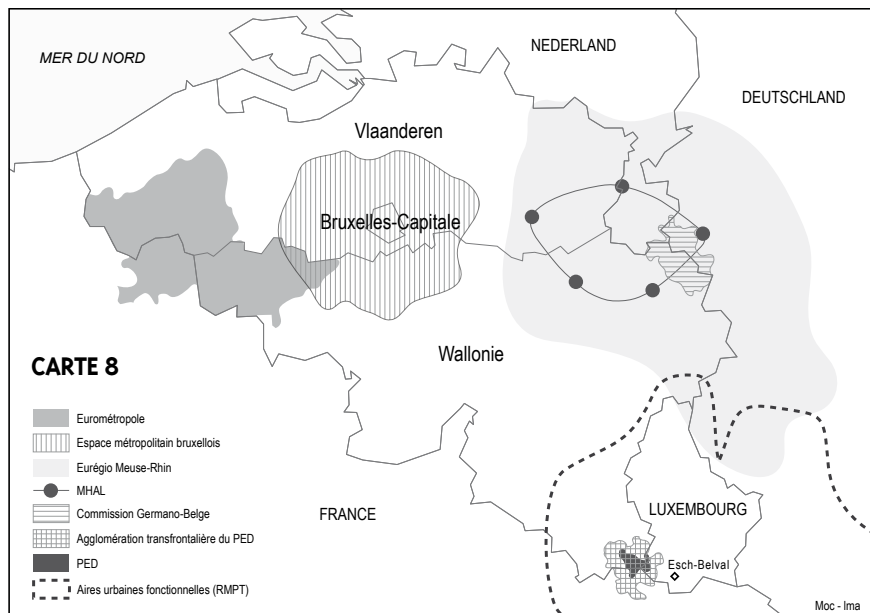 NEDERLAND
MER DU NORD
DEUTSCHLAND
Vlaanderen
Bruxelles-Capitale
Wallonie
CARTE 8
Eurométropole
Espace métropolitain bruxellois
Eurégio Meuse-Rhin
MHAL
Commission Germano-Belge
Agglomération transfrontalière du PED
PED
Aires urbaines fonctionnelles (RMPT)
FRANCE
LUXEMBOURG
Esch-Belval
Moc - Ima